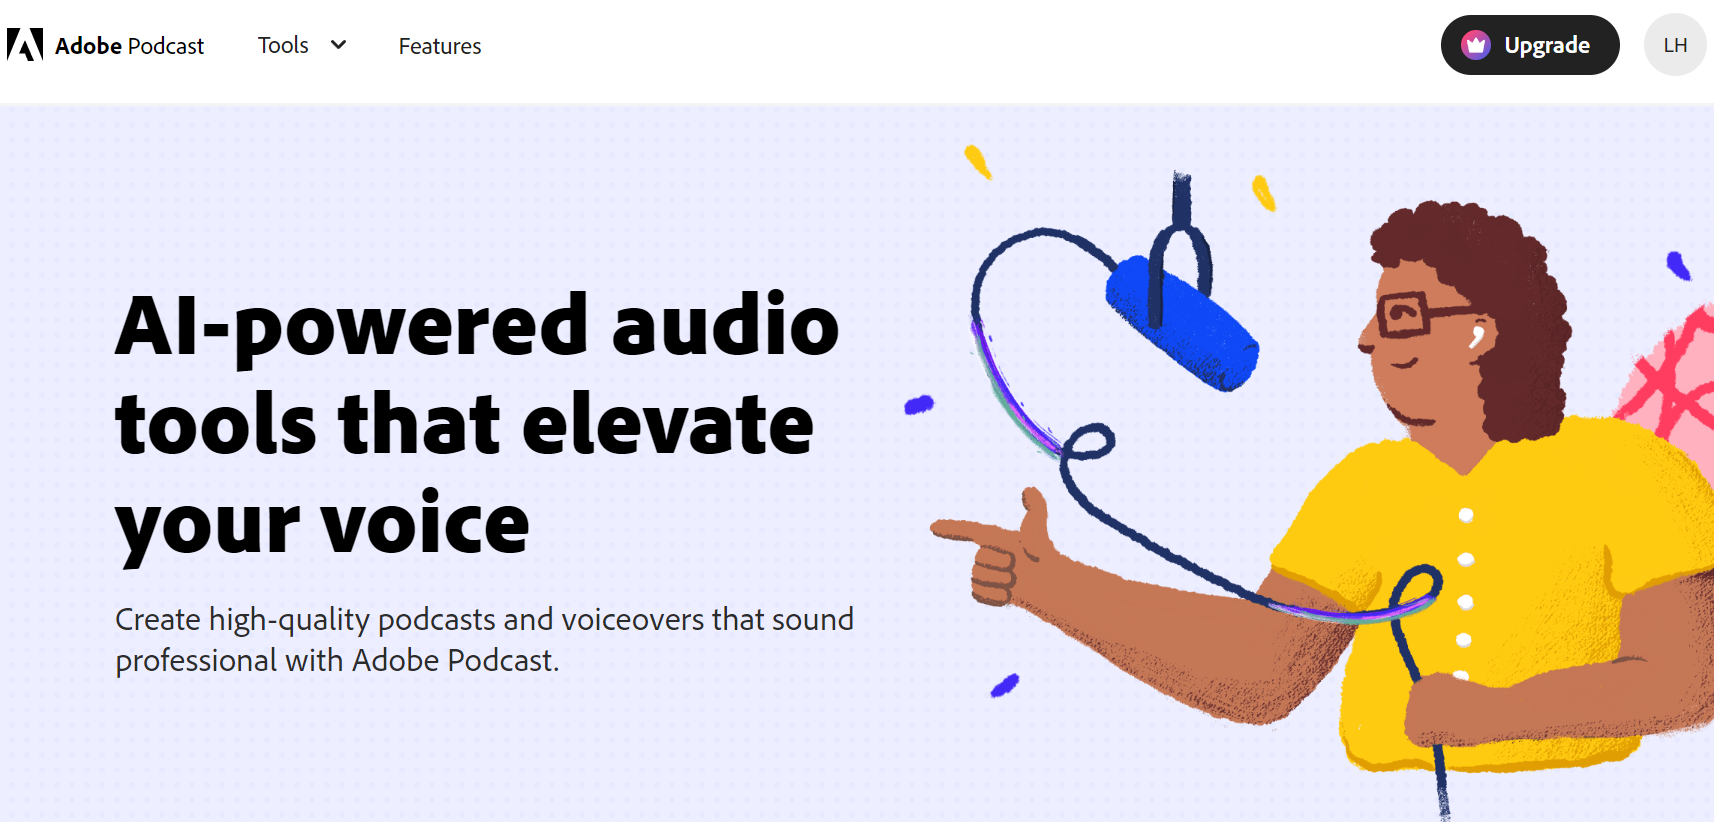 Adobe Podcast Tools Features Upgrade LH
AI-powered audio
tools that elevate
your voice
Create high-quality podcasts and voiceovers that sound
professional with Adobe Podcast.